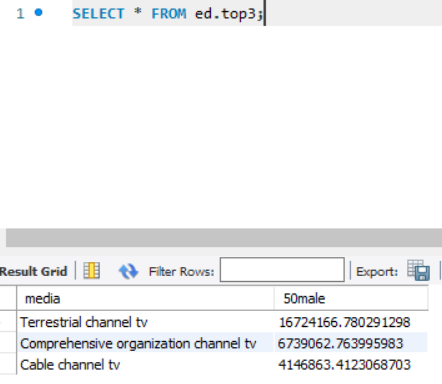 1 SELECT * FROM ed.top3;
Result Grid Filter Rows: Export:
media 50male
Terrestrial channel tv 16724166.780291298
Comprehensive organization channel tv 6739062.763995983
Cable channel tv 4146863.4123068703